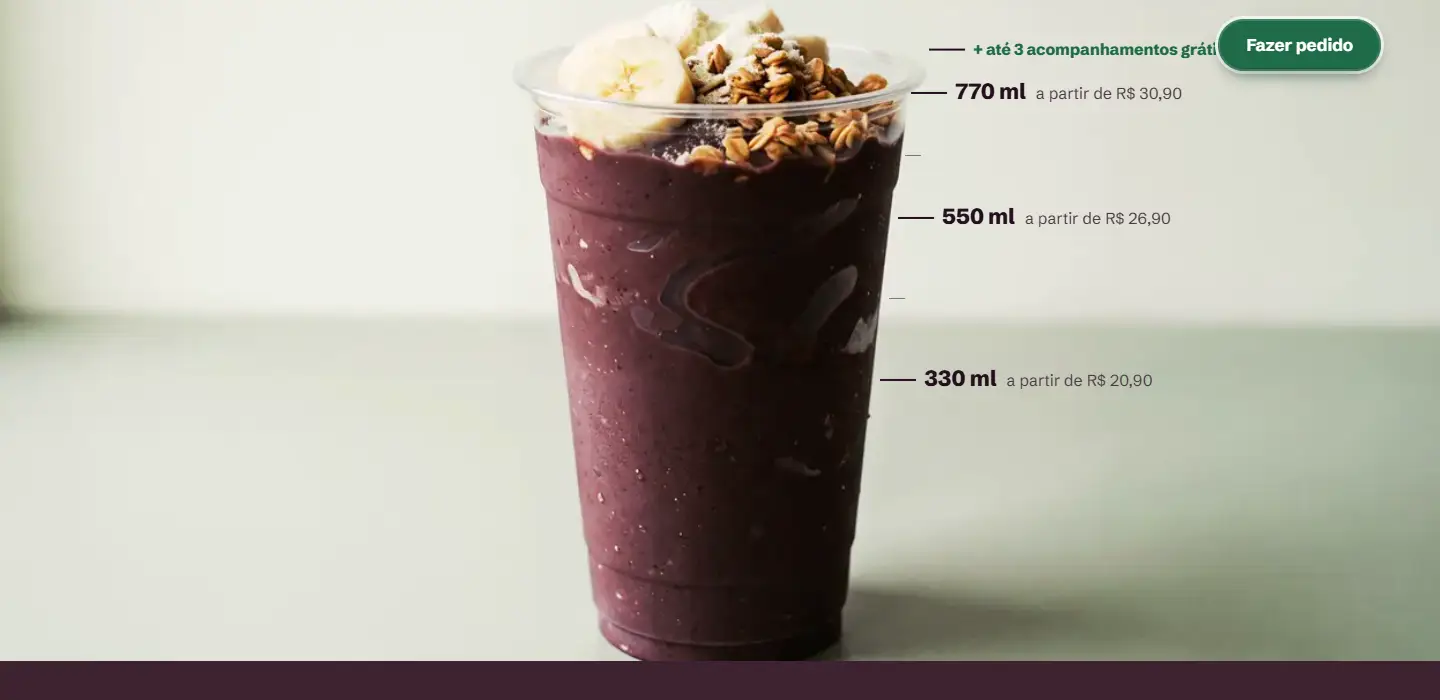 + até 3 acompanhamentos gráti
Fazer pedido
770 ml a partir de R$ 30,90
550 ml a partir de R$ 26,90
330 ml a partir de R$ 20,90